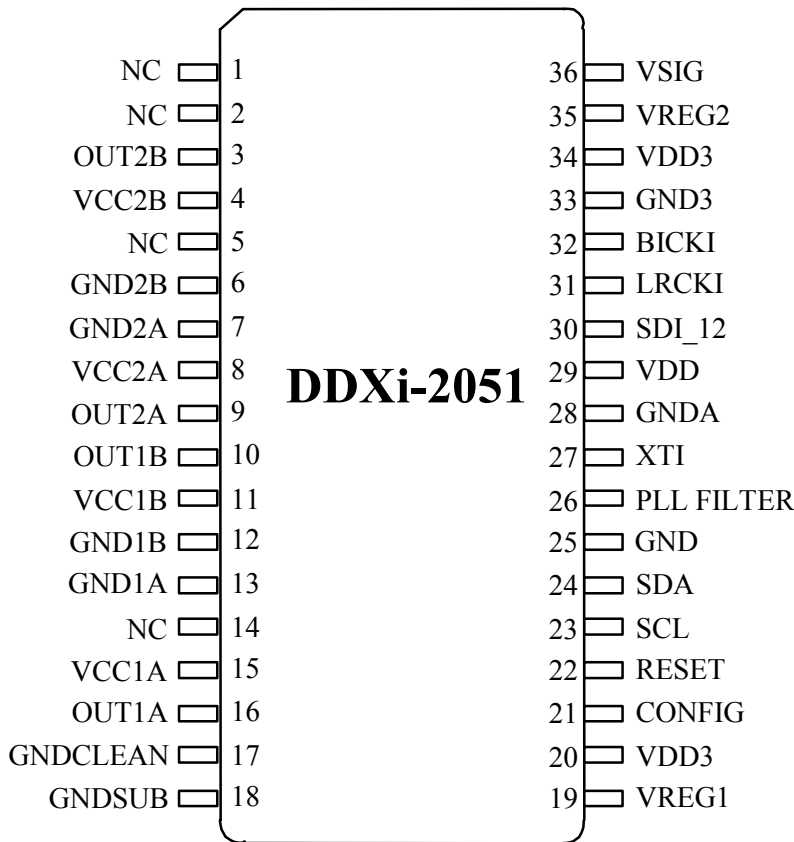 NC 1 36 VSIG
NC 2 35 VREG2
OUT2B 3 34 VDD3
VCC2B 4 33 GND3
NC 5 32 BICKI
GND2B 6 31 LRCKI
GND2A 7 30 SDI_12
VCC2A 8 29 VDD
DDXi-2051
OUT2A 9 28 GNDA
OUT1B 10 27 XTI
VCC1B 11 26 PLL FILTER
GND1B 12 25 GND
GND1A 13 24 SDA
NC 14 23 SCL
VCC1A 15 22 RESET
OUT1A 16 21 CONFIG
GNDCLEAN 17 20 VDD3
GNDSUB 18 19 VREG1